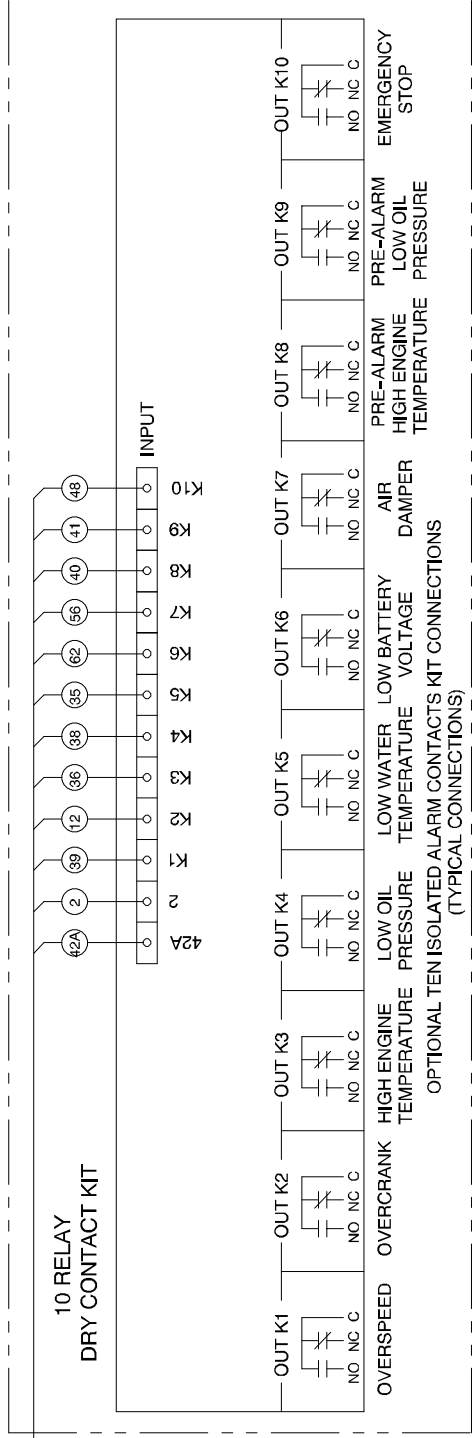 10 RELAY
DRY CONTACT KIT
42A 2 39 12 36 38 35 62 56 40 41 48
INPUT
42A 2 K1 K2 K3 K4 K5 K6 K7 K8 K9 K10
OUT K1 OUT K2 OUT K3 OUT K4 OUT K5 OUT K6 OUT K7 OUT K8 OUT K9 OUT K10
NO NC C NO NC C NO NC C NO NC C NO NC C NO NC C NO NC C NO NC C NO NC C NO NC C
OVERSPEED
OVERCRANK
HIGH ENGINE
TEMPERATURE
LOW OIL
PRESSURE
LOW WATER
TEMPERATURE
LOW BATTERY
VOLTAGE
AIR
DAMPER
PRE-ALARM
HIGH ENGINE
TEMPERATURE
PRE-ALARM
LOW OIL
PRESSURE
EMERGENCY
STOP
OPTIONAL TEN ISOLATED ALARM CONTACTS KIT CONNECTIONS
(TYPICAL CONNECTIONS)